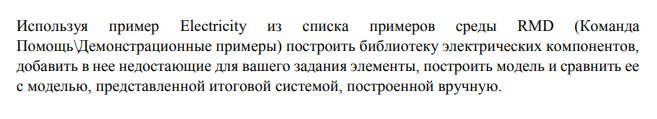 Используя пример Electricity из списка примеров среды RMD (Команда
Помощь\Демонстрационные примеры) построить библиотеку электрических компонентов,
добавить в нее недостающие для вашего задания элементы, построить модель и сравнить ее
с моделью, представленной итоговой системой, построенной вручную.